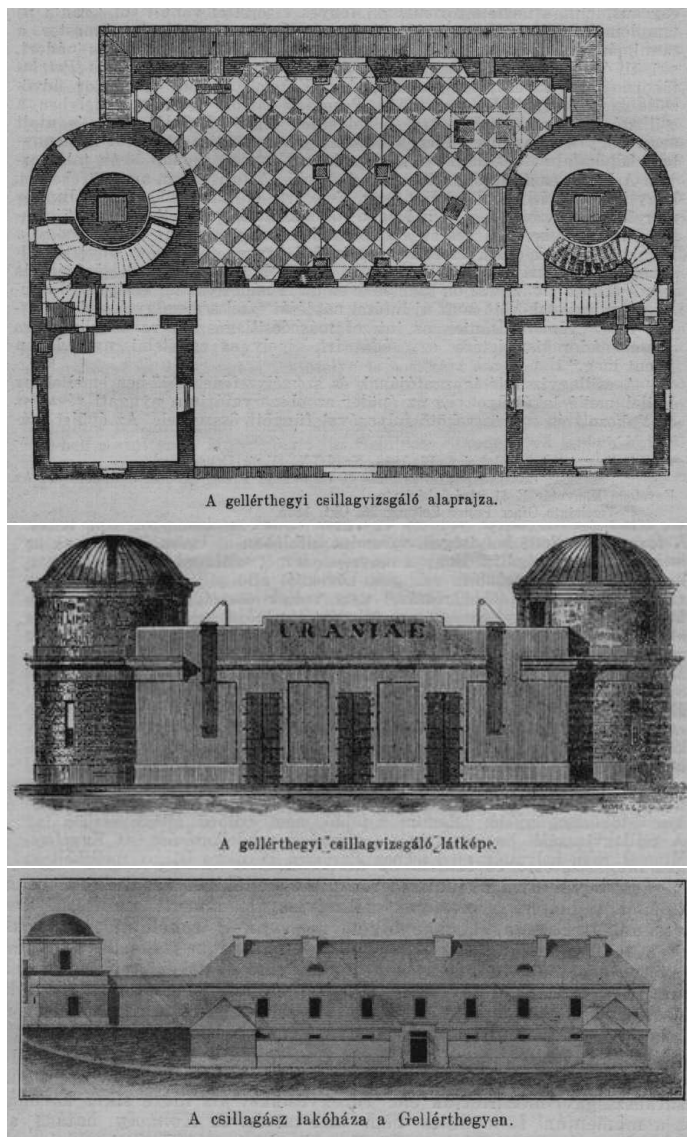 A gellérthegyi csillagvizsgáló alaprajza.
URANIAE
A gellérthegyi csillagvizsgáló látképe.
A csillagász lakóháza a Gellérthegyen.